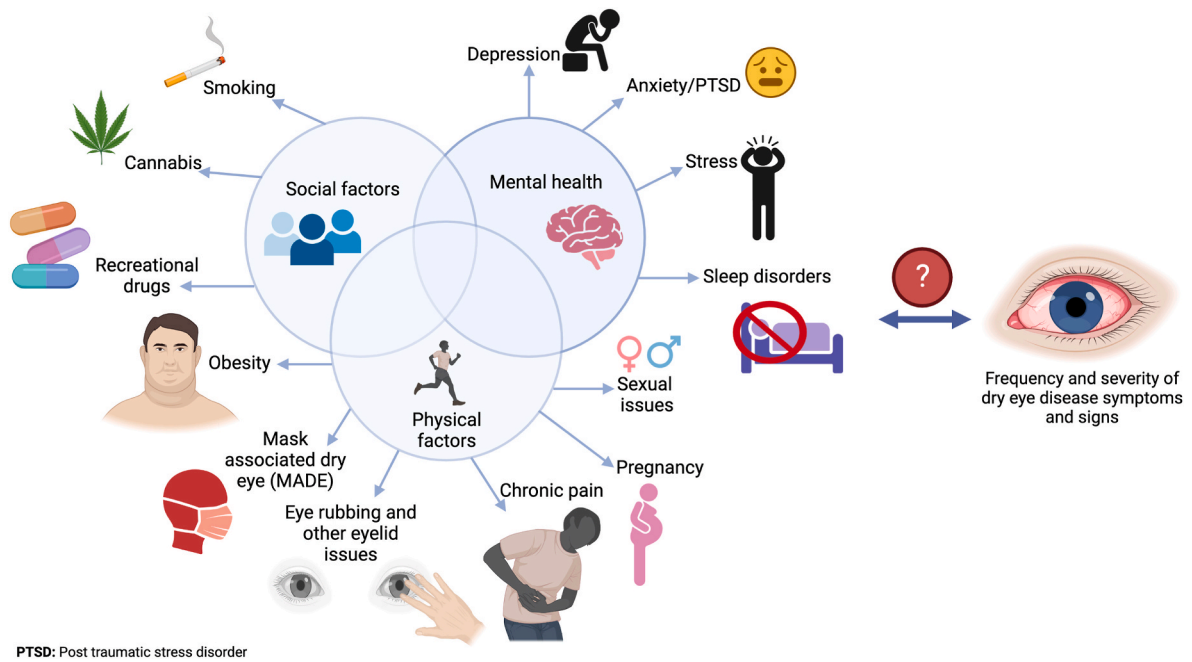 Depression
Anxiety/PTSD
Smoking
Cannabis
Stress
Social factors
Mental health
Recreational
drugs
Sleep disorders
?
Obesity
Sexual
issues
Frequency and severity of
dry eye disease symptoms
and signs
Physical
factors
Mask
associated dry
eye (MADE)
Pregnancy
Chronic pain
Eye rubbing and
other eyelid
issues
PTSD: Post traumatic stress disorder